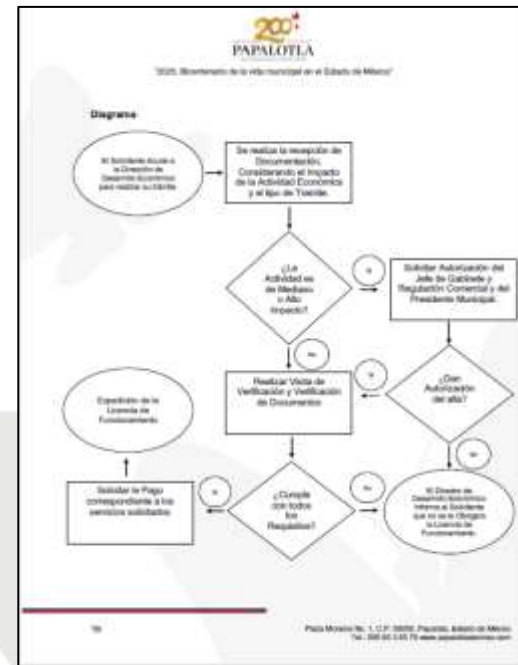 200
PAPALOTLA
"2025, Bicentenario de la vida municipal en el Estado de México"
Diagrama
El Solicitante Acude a
la Dirección de
Desarrollo Económico
para realizar su trámite
Se realiza la recepción de
Documentación,
Considerando el Impacto
de la Actividad Económica
y el tipo de Tramite.
¿La
Actividad es
de Mediano
o Alto
Impacto?
Si
Solicitar Autorización del
Jefe de Gabinete y
Regulación Comercial y del
Presidente Municipal.
No
Expedición de la
Licencia de
Funcionamiento
Realizar Visita de
Verificación y Verificación
de Documentos
Si
¿Dan
Autorización
del alta?
No
Solicitar le Pago
correspondiente a los
servicios solicitados
Si
¿Cumple
con todos
los
Requisitos?
No
El Director de
Desarrollo Económico
Informa al Solicitante
que no se le Otorgara
la Licencia de
Funcionamiento.
Plaza Morelos No. 1, C.P. Papalotla, Estado de México